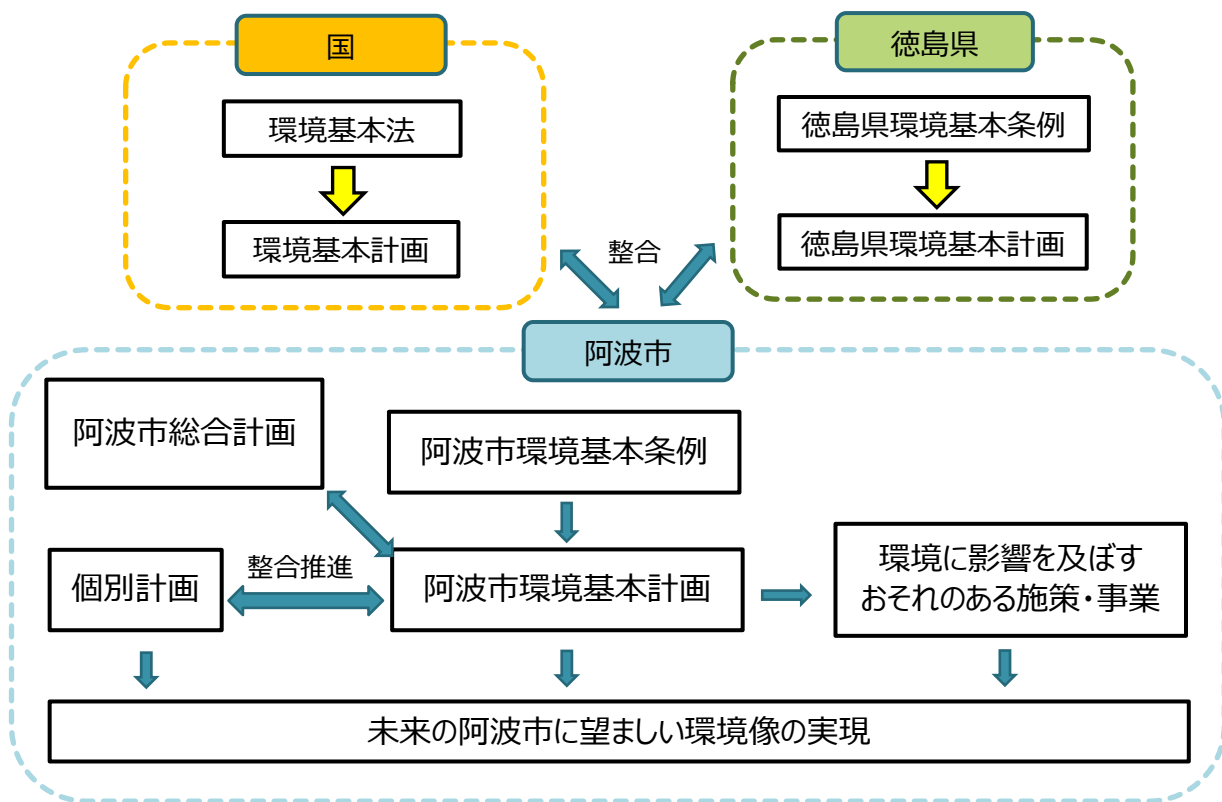 国
環境基本法
環境基本計画
徳島県
徳島県環境基本条例
徳島県環境基本計画
整合
阿波市
阿波市総合計画
阿波市環境基本条例
個別計画
整合推進
阿波市環境基本計画
環境に影響を及ぼす
おそれのある施策・事業
未来の阿波市に望ましい環境像の実現